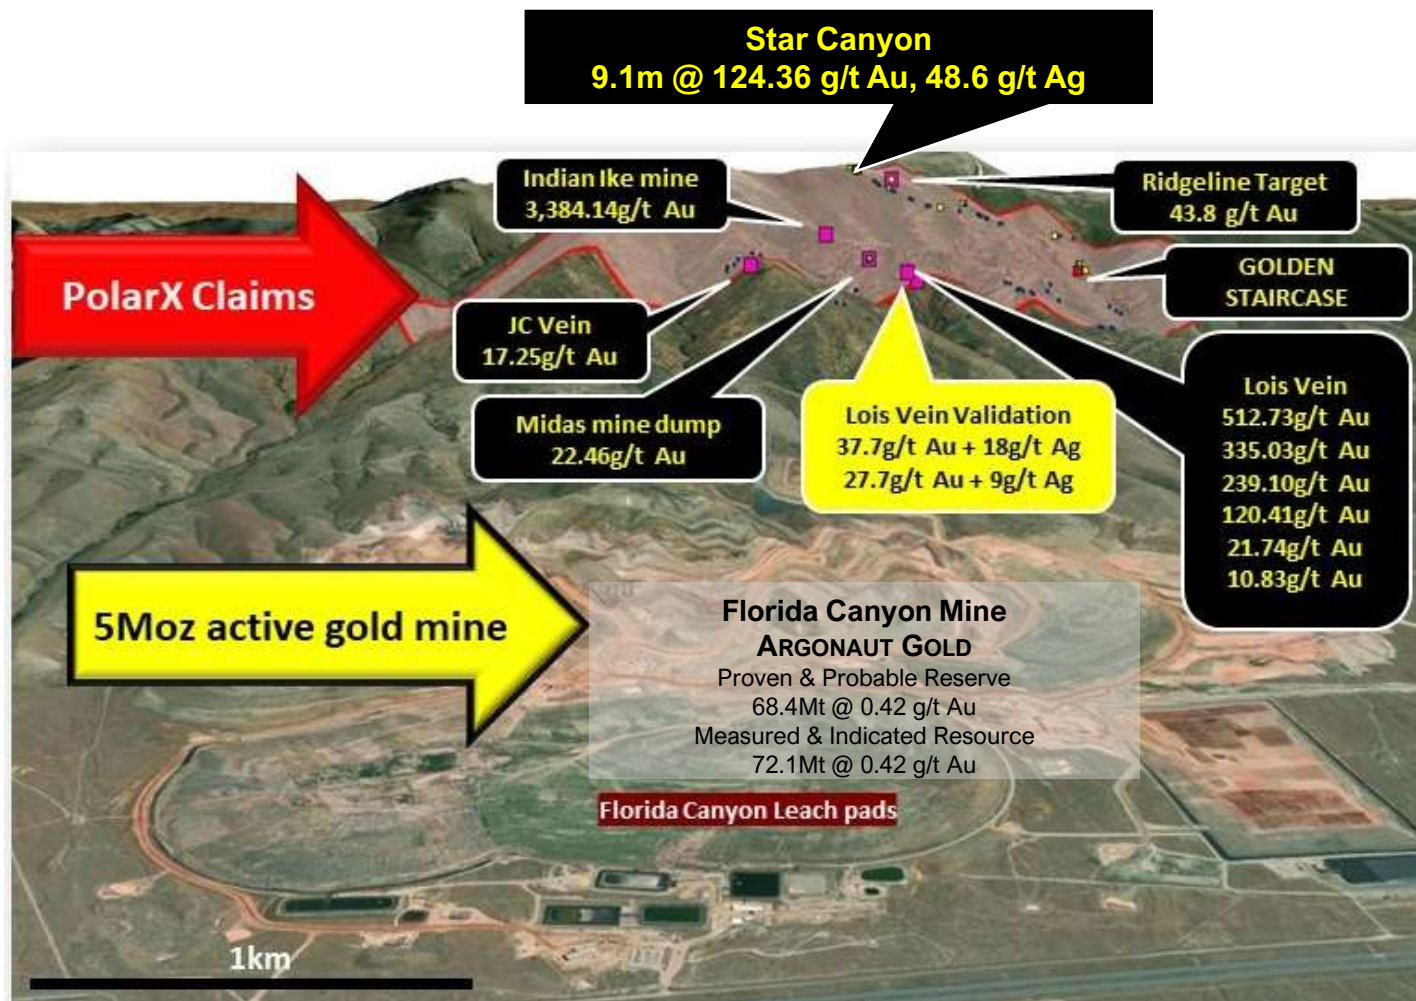 Star Canyon
9.1m @ 124.36 g/t Au, 48.6 g/t Ag
Indian Ike mine
3,384.14g/t Au
Ridgeline Target
43.8 g/t Au
PolarX Claims
GOLDEN
STAIRCASE
JC Vein
17.25g/t Au
Midas mine dump
22.46g/t Au
Lois Vein Validation
37.7g/t Au + 18g/t Ag
27.7g/t Au + 9g/t Ag
Lois Vein
512.73g/t Au
335.03g/t Au
239.10g/t Au
120.41g/t Au
21.74g/t Au
10.83g/t Au
5Moz active gold mine
Florida Canyon Mine
ARGONAUT GOLD
Proven & Probable Reserve
68.4Mt @ 0.42 g/t Au
Measured & Indicated Resource
72.1Mt @ 0.42 g/t Au
Florida Canyon Leach pads
1km